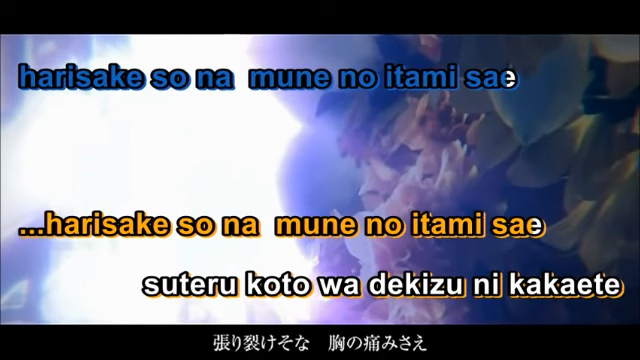 harisake so na mune no itami sae
...harisake so na mune no itami sae
suteru koto wa dekizu ni kakaete
張り裂けそな 胸の痛みさえ